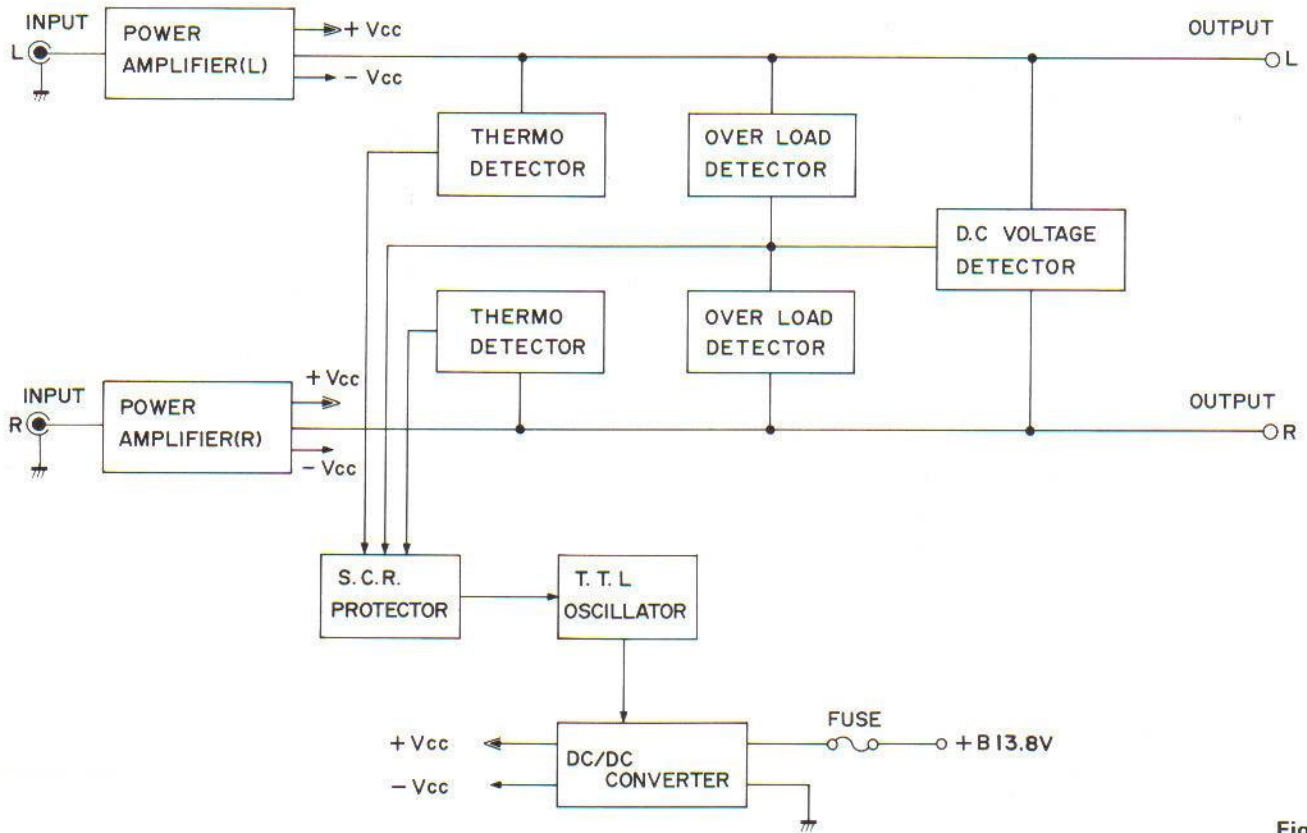 INPUT
L
POWER
AMPLIFIER(L)
+ Vcc
− Vcc
OUTPUT
L
THERMO
DETECTOR
OVER LOAD
DETECTOR
D.C VOLTAGE
DETECTOR
THERMO
DETECTOR
OVER LOAD
DETECTOR
INPUT
R
POWER
AMPLIFIER(R)
+ Vcc
− Vcc
OUTPUT
R
S.C.R.
PROTECTOR
T.T.L
OSCILLATOR
+ Vcc
− Vcc
DC/DC
CONVERTER
FUSE
+B 13.8V
Fig